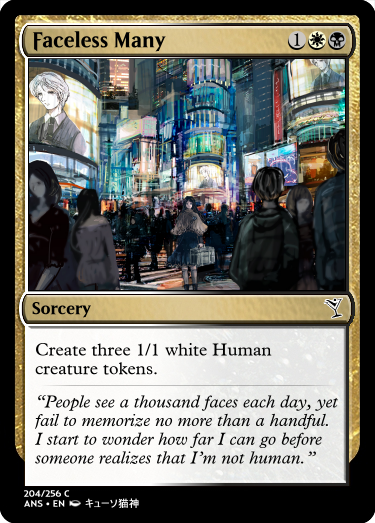 Faceless Many 1
Sorcery
Create three 1/1 white Human
creature tokens.
“People see a thousand faces each day, yet
fail to memorize no more than a handful.
I start to wonder how far I can go before
someone realizes that I’m not human.”
204/256 C
ANS • EN キューソ猫神